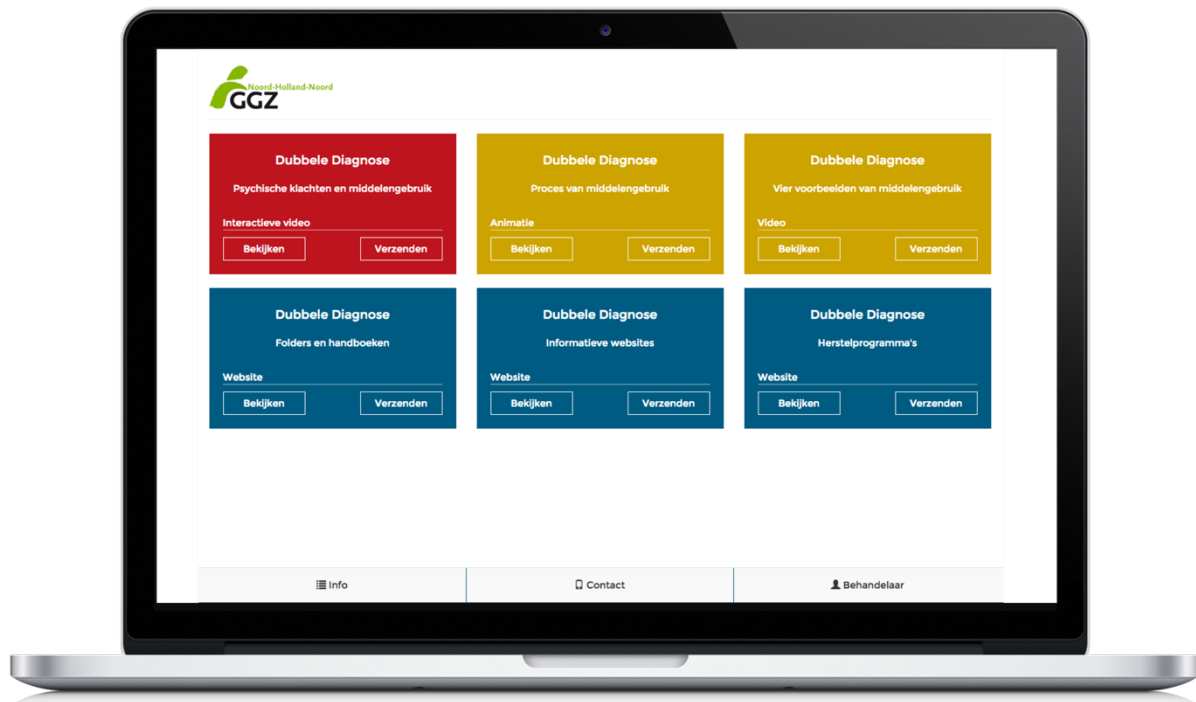 Noord-Holland-Noord
GGZ
Dubbele Diagnose
Psychische klachten en middelengebruik
Interactieve video
Bekijken
Verzenden
Dubbele Diagnose
Proces van middelengebruik
Animatie
Bekijken
Verzenden
Dubbele Diagnose
Vier voorbeelden van middelengebruik
Video
Bekijken
Verzenden
Dubbele Diagnose
Folders en handboeken
Website
Bekijken
Verzenden
Dubbele Diagnose
Informatieve websites
Website
Bekijken
Verzenden
Dubbele Diagnose
Herstelprogramma's
Website
Bekijken
Verzenden
Info
Contact
Behandelaar